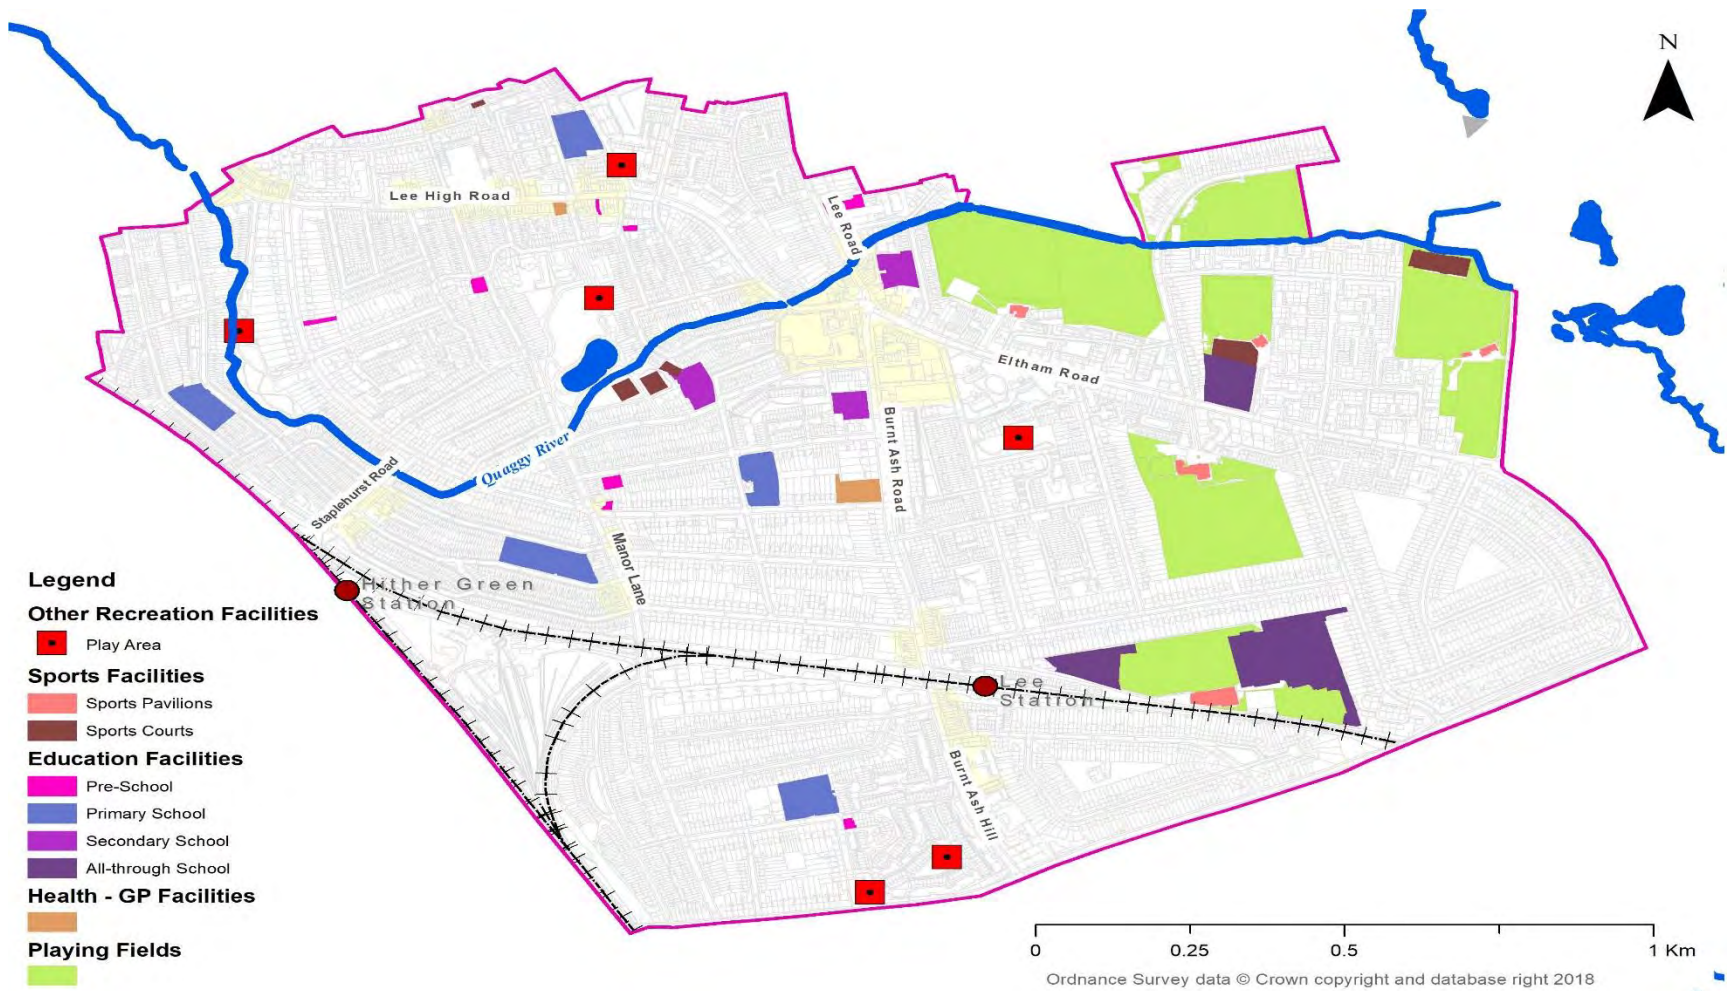 N
Lee High Road
Lee Road
Eltham Road
Burnt Ash Road
Quaggy River
Staplehurst Road
Manor Lane
Hither Green
Station
Lee
Station
Burnt Ash Hill
Legend
Other Recreation Facilities
Play Area
Sports Facilities
Sports Pavilions
Sports Courts
Education Facilities
Pre-School
Primary School
Secondary School
All-through School
Health - GP Facilities
Playing Fields
0 0.25 0.5 1 Km
Ordnance Survey data © Crown copyright and database right 2018